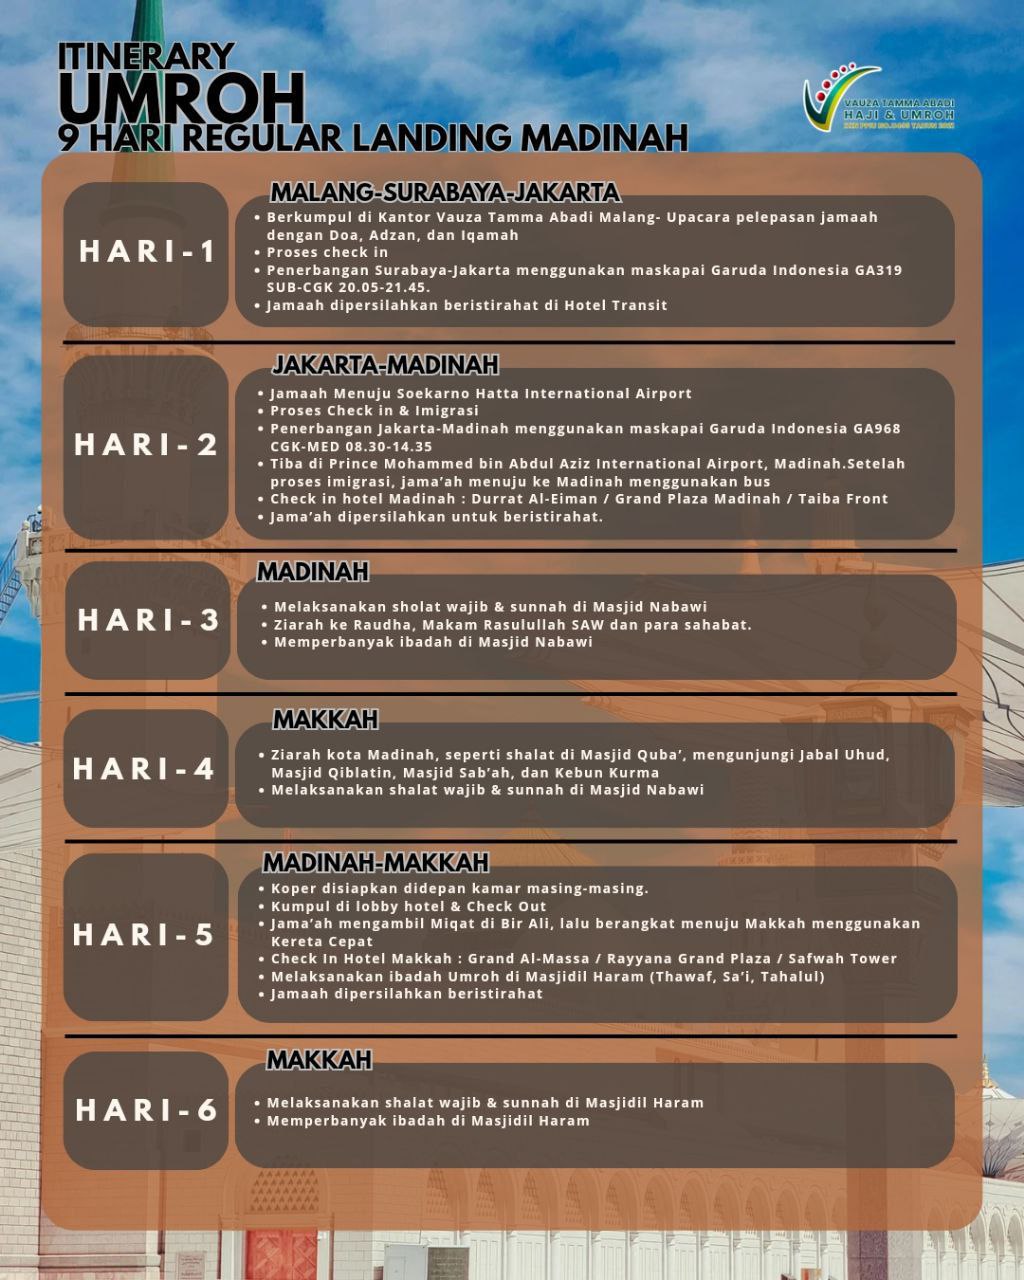 ITINERARY
UMROH
9 HARI REGULAR LANDING MADINAH
VAUZA TAMMA ABADI
HAJI & UMROH
HARI-1
MALANG-SURABAYA-JAKARTA
• Berkumpul di Kantor Vauza Tamma Abadi Malang- Upacara pelepasan jamaah
dengan Doa, Adzan, dan Iqamah
• Proses check in
• Penerbangan Surabaya-Jakarta menggunakan maskapai Garuda Indonesia GA319
SUB-CGK 20.05-21.45.
• Jamaah dipersilahkan beristirahat di Hotel Transit
HARI-2
JAKARTA-MADINAH
• Jamaah Menuju Soekarno Hatta International Airport
• Proses Check in & Imigrasi
• Penerbangan Jakarta-Madinah menggunakan maskapai Garuda Indonesia GA968
CGK-MED 08.30-14.35
• Tiba di Prince Mohammed bin Abdul Aziz International Airport, Madinah.Setelah
proses imigrasi, jama’ah menuju ke Madinah menggunakan bus
• Check in hotel Madinah : Durrat Al-Eiman / Grand Plaza Madinah / Taiba Front
• Jama’ah dipersilahkan untuk beristirahat.
HARI-3
MADINAH
• Melaksanakan sholat wajib & sunnah di Masjid Nabawi
• Ziarah ke Raudha, Makam Rasulullah SAW dan para sahabat.
• Memperbanyak ibadah di Masjid Nabawi
HARI-4
MAKKAH
• Ziarah kota Madinah, seperti shalat di Masjid Quba’, mengunjungi Jabal Uhud,
Masjid Qiblatin, Masjid Sab’ah, dan Kebun Kurma
• Melaksanakan shalat wajib & sunnah di Masjid Nabawi
HARI-5
MADINAH-MAKKAH
• Koper disiapkan didepan kamar masing-masing.
• Kumpul di lobby hotel & Check Out
• Jama’ah mengambil Miqat di Bir Ali, lalu berangkat menuju Makkah menggunakan
Kereta Cepat
• Check In Hotel Makkah : Grand Al-Massa / Rayyana Grand Plaza / Safwah Tower
• Melaksanakan ibadah Umroh di Masjidil Haram (Thawaf, Sa’i, Tahalul)
• Jamaah dipersilahkan beristirahat
HARI-6
MAKKAH
• Melaksanakan shalat wajib & sunnah di Masjidil Haram
• Memperbanyak ibadah di Masjidil Haram